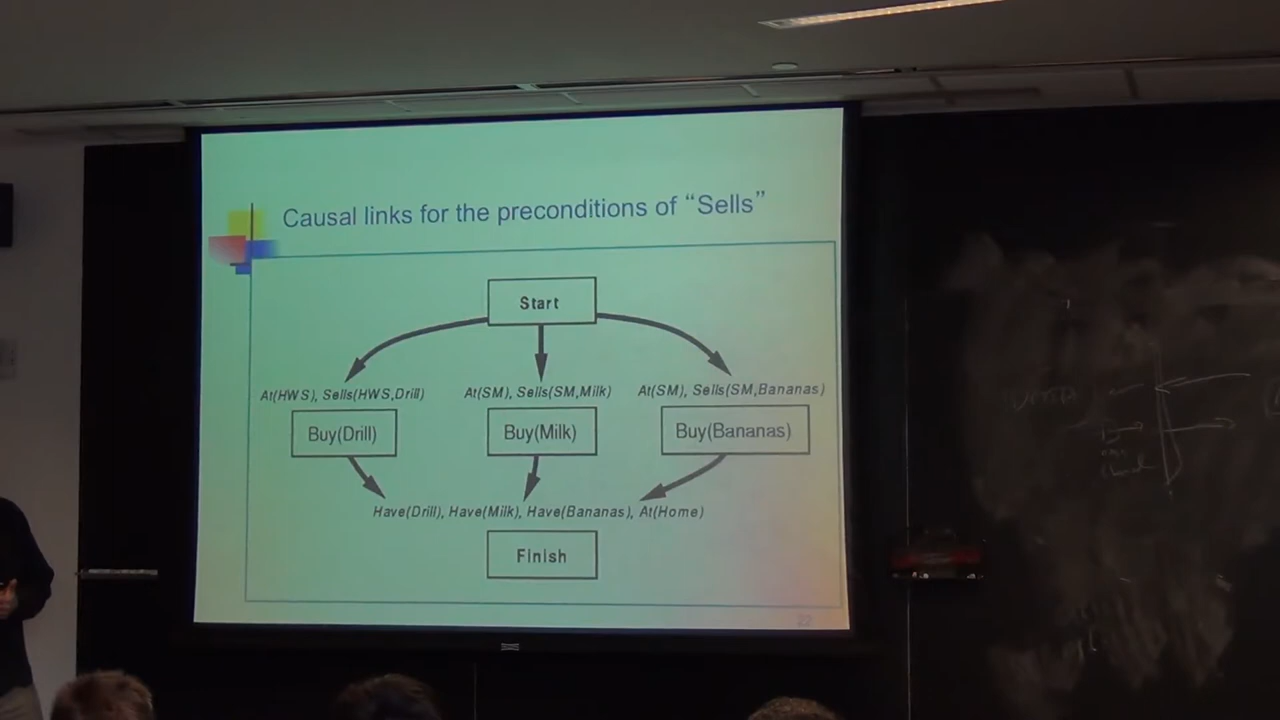 Causal links for the preconditions of “Sells”
Start
At(HWS), Sells(HWS,Drill) At(SM), Sells(SM,Milk) At(SM), Sells(SM,Bananas)
Buy(Drill) Buy(Milk) Buy(Bananas)
Have(Drill), Have(Milk), Have(Bananas), At(Home)
Finish
22